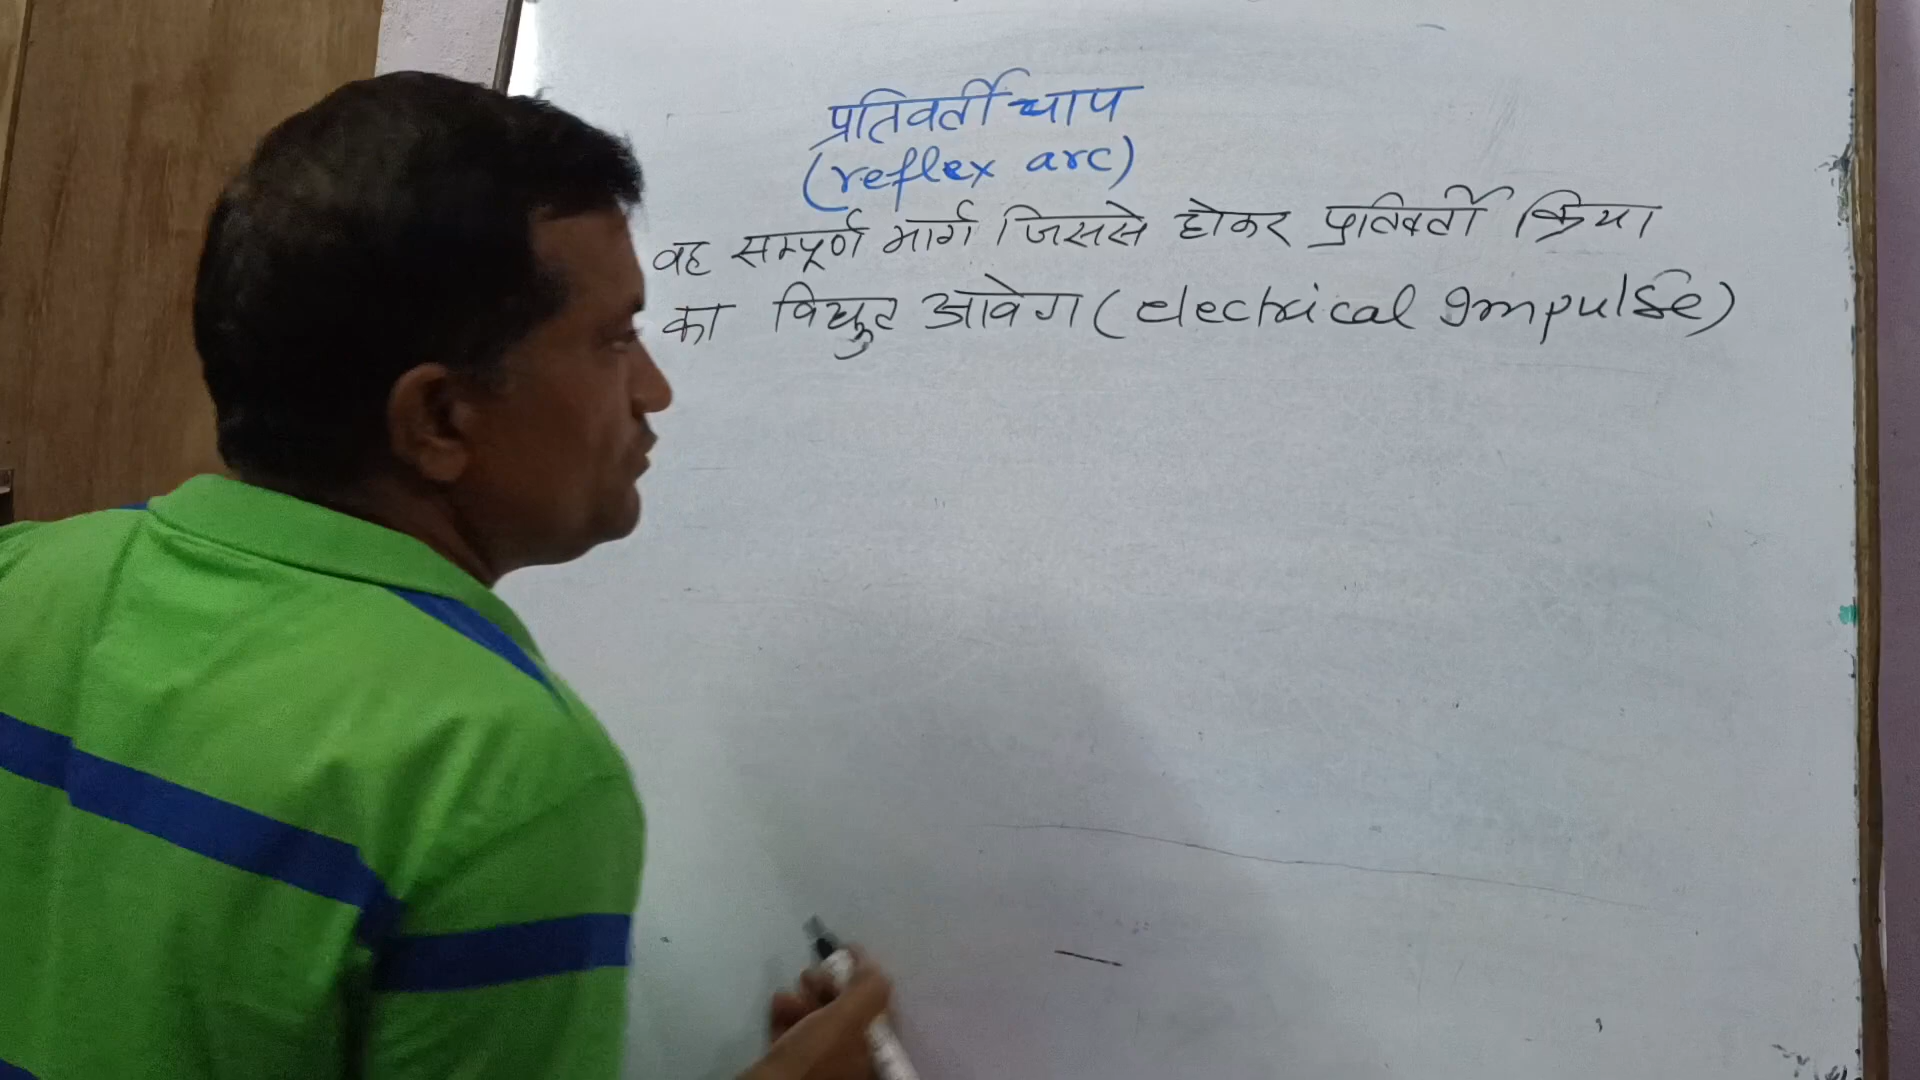 प्रतिवर्ती चाप
(reflex arc)
वह सम्पूर्ण मार्ग जिससे होकर प्रतिवर्ती क्रिया
का विद्युत आवेग (electrical Impulse)